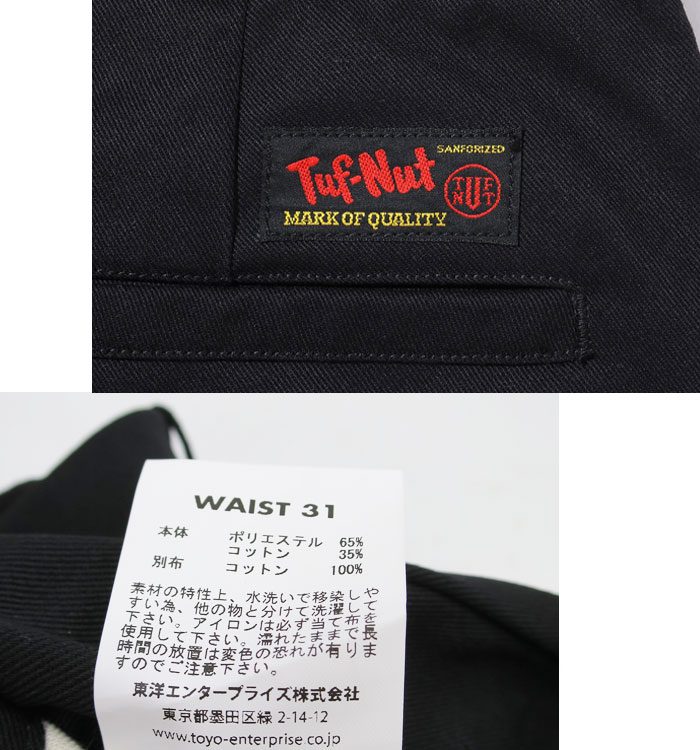 SANFORIZED
Tuf-Nut
TUF
NUT
MARK OF QUALITY
WAIST 31
本体 ポリエステル 65%
コットン 35%
別布 コットン 100%
素材の特性上、水洗いで移染しや
すい為、他の物と分けて洗濯して
下さい。アイロンは必ず当て布を
使用して下さい。濡れたままで長
時間の放置は変色の恐れが有りま
すのでご注意下さい。
東洋エンタープライズ株式会社
東京都墨田区緑 2-14-12
www.toyo-enterprise.co.jp